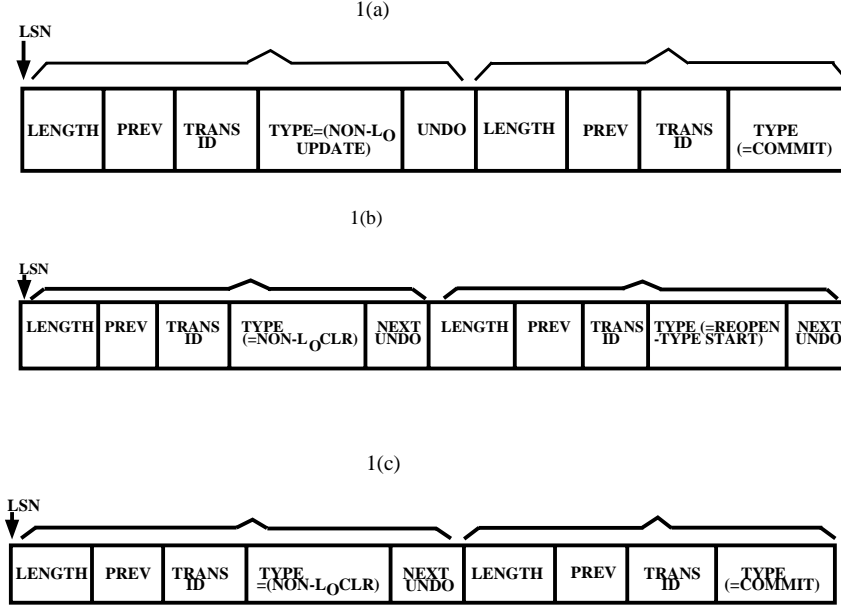 1(a)
LSN
LENGTH PREV TRANS ID TYPE=(NON-LO UPDATE) UNDO LENGTH PREV TRANS ID TYPE (=COMMIT)
1(b)
LSN
LENGTH PREV TRANS ID TYPE (=NON-LOCLR) NEXT UNDO LENGTH PREV TRANS ID TYPE (=REOPEN -TYPE START) NEXT UNDO
1(c)
LSN
LENGTH PREV TRANS ID TYPE =(NON-LOCLR) NEXT UNDO LENGTH PREV TRANS ID TYPE (=COMMIT)